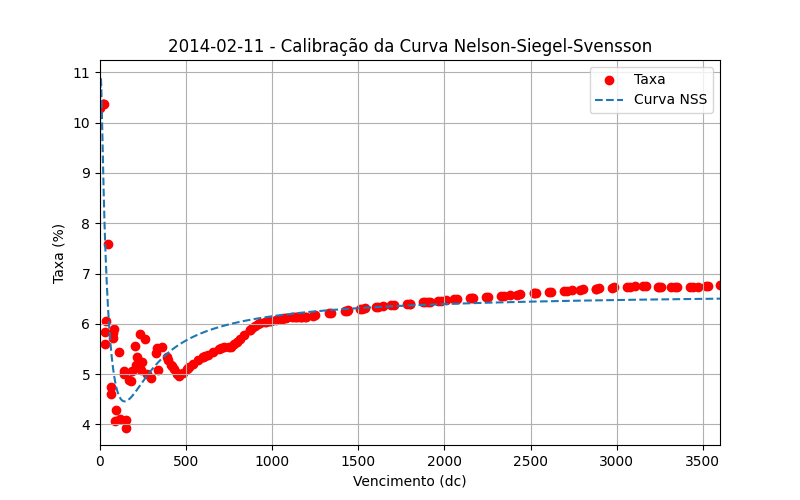 2014-02-11 - Calibração da Curva Nelson-Siegel-Svensson
Taxa
Curva NSS
Taxa (%)
11
10
9
8
7
6
5
4
0 500 1000 1500 2000 2500 3000 3500
Vencimento (dc)